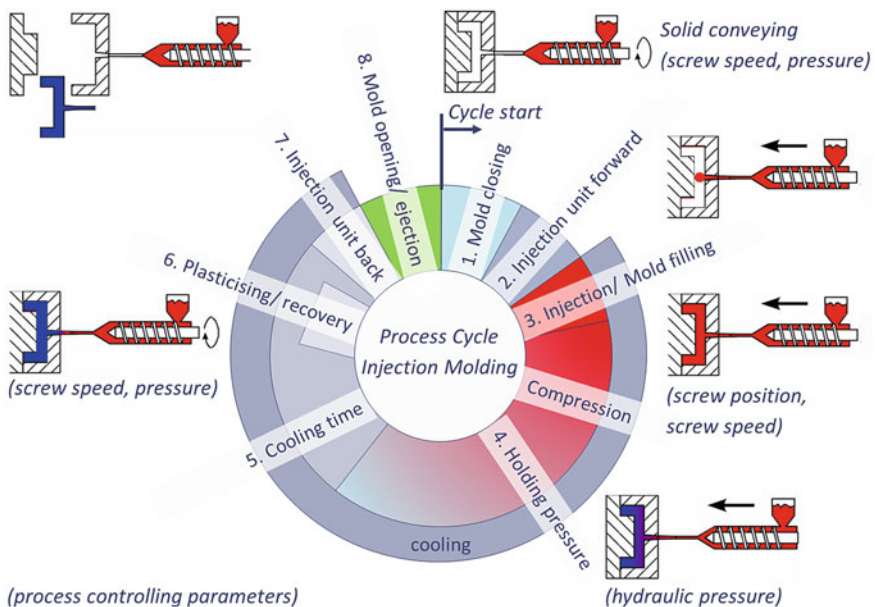 Solid conveying
(screw speed, pressure)
Cycle start
1. Mold closing
2. Injection unit forward
3. Injection/ Mold filling
Compression
(screw position,
screw speed)
4. Holding pressure
(hydraulic pressure)
cooling
5. Cooling time
6. Plasticising/
recovery
(screw speed, pressure)
7. Injection
unit back
8. Mold opening/
ejection
Process Cycle
Injection Molding
(process controlling parameters)